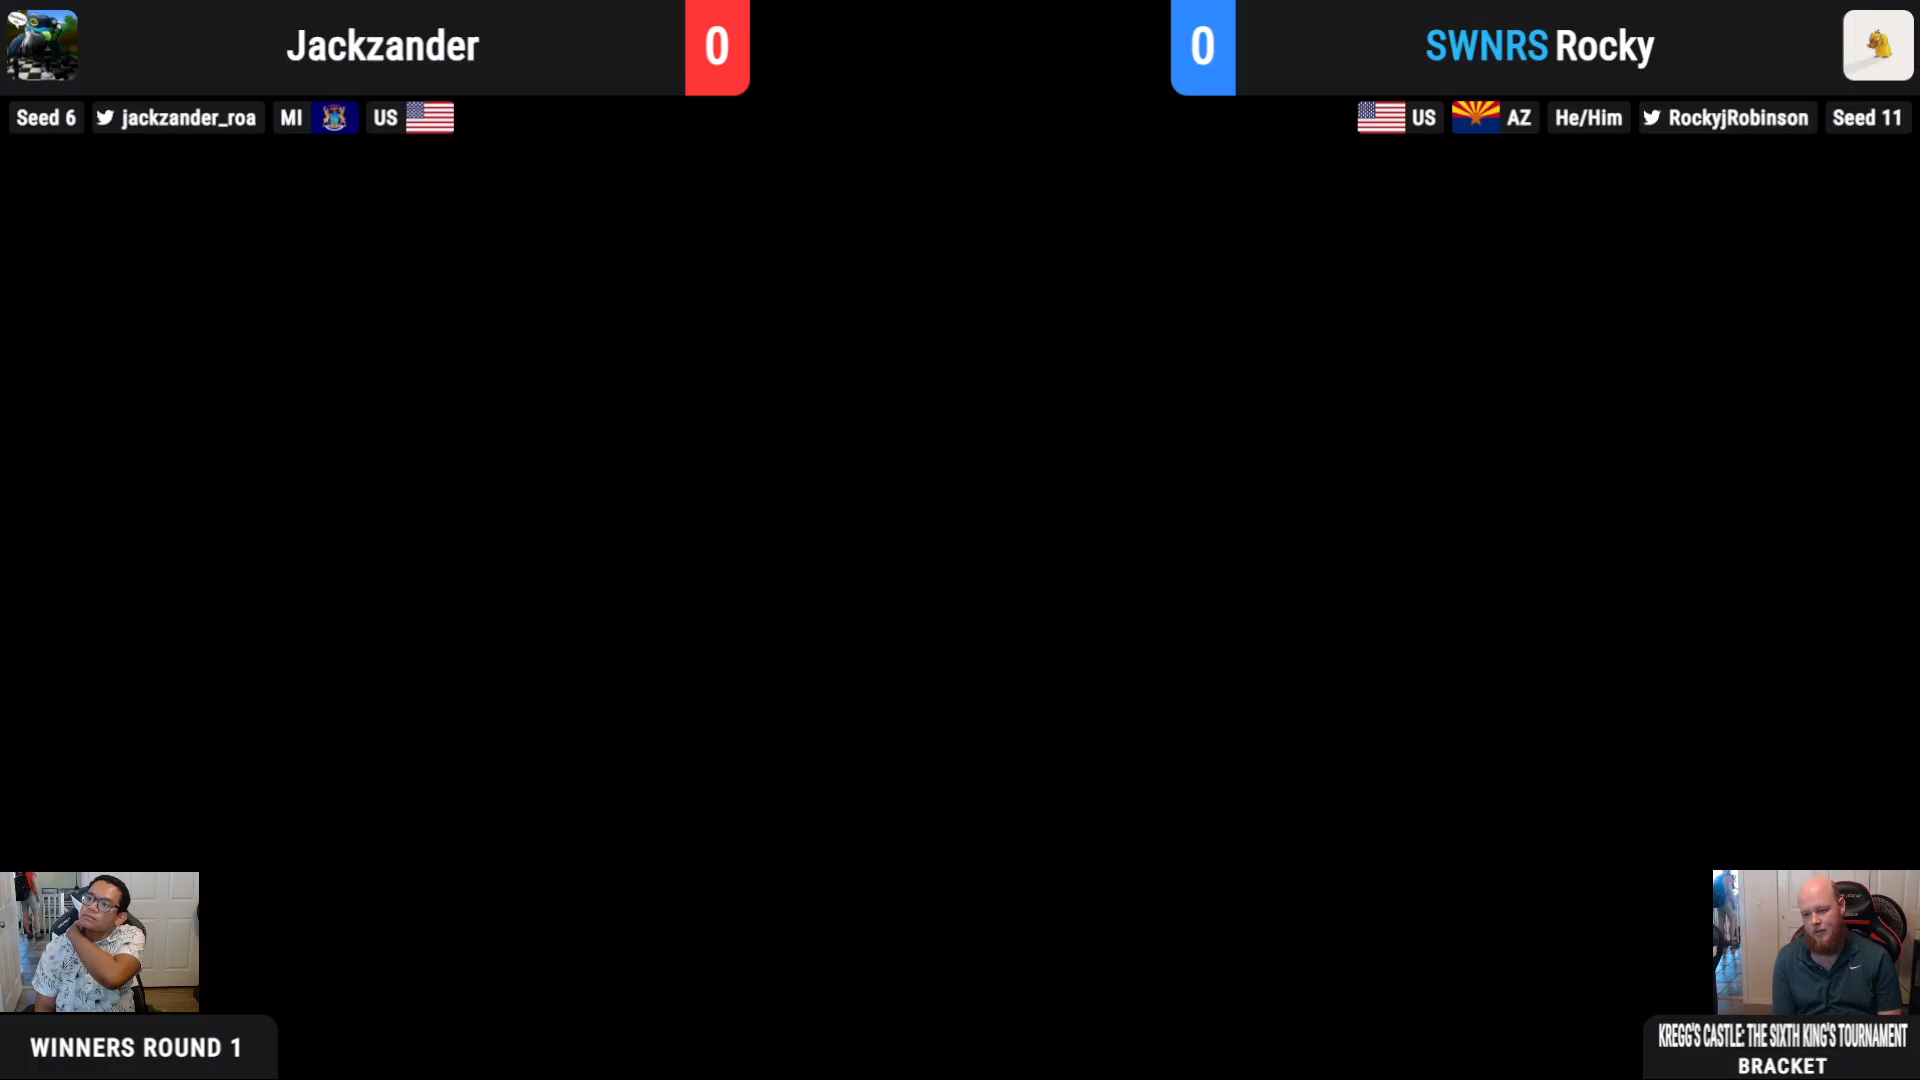 Jackzander
0
0
SWNRS Rocky
Seed 6
jackzander_roa
MI
US
US
AZ
He/Him
RockyjRobinson
Seed 11
WINNERS ROUND 1
KREGG'S CASTLE: THE SIXTH KING'S TOURNAMENT
BRACKET